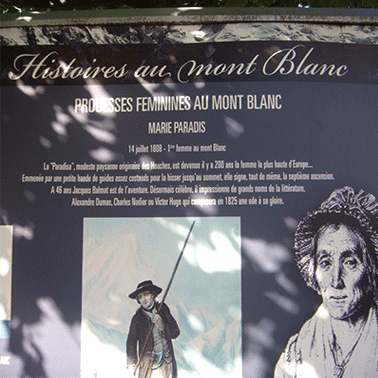 Histoires au mont Blanc
PROUESSES FEMININES AU MONT BLANC
MARIE PARADIS
14 juillet 1808 - 1ère femme au mont Blanc
La "Paradisa", modeste paysanne originaire des Houches, est devenue il y a 200 ans la femme la plus haute d'Europe...
Emmenée par une petite bande de guides assez costauds pour la hisser jusqu'au sommet, elle signe, tout de même, la septième ascension.
A 46 ans Jacques Balmat est de l'aventure. Désormais célèbre, il impressionne de grands noms de la littérature.
Alexandre Dumas, Charles Nodier ou Victor Hugo qui composera en 1825 une ode à sa gloire.